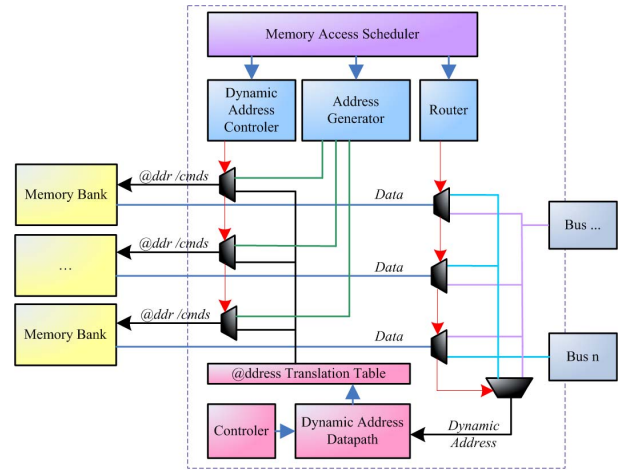 Memory Access Scheduler
Dynamic
Address
Controler
Address
Generator
Router
Memory Bank
@ddr /cmds
Data
Bus ...
...
@ddr /cmds
Data
Memory Bank
@ddr /cmds
Data
Bus n
@ddress Translation Table
Controler
Dynamic Address
Datapath
Dynamic
Address